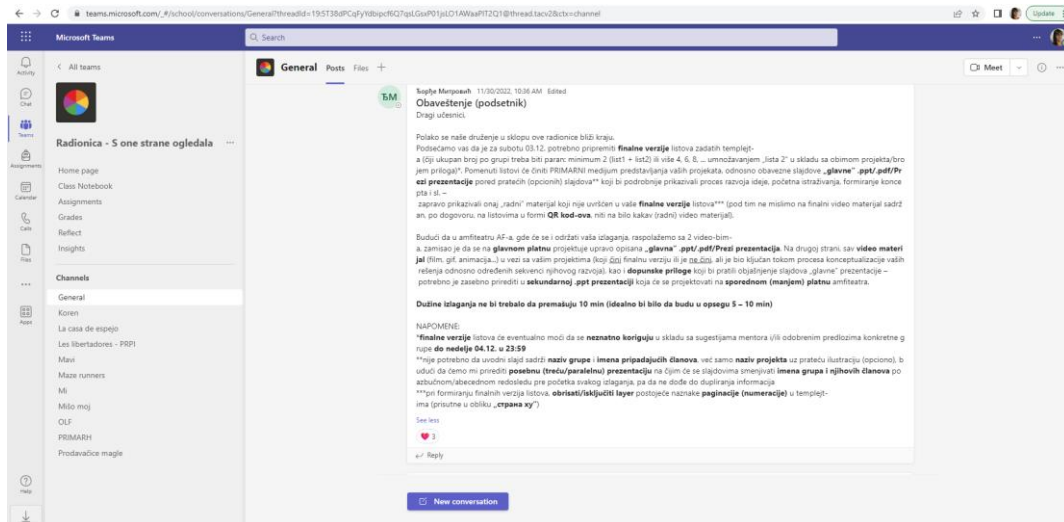 teams.microsoft.com/_#/school/conversations/General?threadId=19:5T38dPCqFyYdbipcf6Q7qsLGsxP01jsLO1AWaaPlT2Q1@thread.tacv2&ctx=channel
Update
Microsoft Teams
Search
Activity
Chat
Teams
Assignments
Calendar
Calls
Files
Apps
Help
All teams
Radionica - S one strane ogledala
Home page
Class Notebook
Assignments
Grades
Reflect
Insights
Channels
General
Koren
La casa de espejo
Les libertadores - PRPI
Mavi
Maze runners
Mi
Mišo moj
OLF
PRIMARH
Prodavačice magle
General Posts Files
Meet
ЂМ
Ђорђе Митровић 11/30/2022, 10:36 AM Edited
Obaveštenje (podsetnik)
Dragi učesnici,
Polako se naše druženje u sklopu ove radionice bliži kraju.
Podsećamo vas da je za subotu 03.12. potrebno pripremiti finalne verzije listova zadatih templejt-
a (čiji ukupan broj po grupi treba biti paran: minimum 2 (list1 + list2) ili više 4, 6, 8, ... umnožavanjem „lista 2" u skladu sa obimom projekta/bro
jem priloga)*. Pomenuti listovi će činiti PRIMARNI medijum predstavljanja vaših projekata, odnosno obavezne slajdove „glavne" .ppt/.pdf/Pr
ezi prezentacije pored pratećih (opcionih) slajdova** koji bi podrobnije prikazivali proces razvoja ideje, početna istraživanja, formiranje konce
pta i sl. –
zapravo prikazivali onaj „radni" materijal koji nije uvršćen u vaše finalne verzije listova*** (pod tim ne mislimo na finalni video materijal sadrž
an, po dogovoru, na listovima u formi QR kod-ova, niti na bilo kakav (radni) video materijal).
Budući da u amfiteatru AF-a, gde će se i održati vaša izlaganja, raspolažemo sa 2 video-bim-
a, zamisao je da se na glavnom platnu projektuje upravo opisana „glavna" .ppt/.pdf/Prezi prezentacija. Na drugoj strani, sav video materi
jal (film, gif, animacija...) u vezi sa vašim projektima (koji čini finalnu verziju ili je ne čini, ali je bio ključan tokom procesa konceptualizacije vaših
rešenja odnosno određenih sekvenci njihovog razvoja), kao i dopunske priloge koji bi pratili objašnjenje slajdova „glavne" prezentacije –
potrebno je zasebno prirediti u sekundarnoj .ppt prezentaciji koja će se projektovati na sporednom (manjem) platnu amfiteatra.
Dužine izlaganja ne bi trebalo da premašuju 10 min (idealno bi bilo da budu u opsegu 5 – 10 min)
NAPOMENE:
*finalne verzije listova će eventualno moći da se neznatno koriguju u skladu sa sugestijama mentora i/ili odobrenim predlozima konkretne g
rupe do nedelje 04.12. u 23:59
**nije potrebno da uvodni slajd sadrži naziv grupe i imena pripadajućih članova, već samo naziv projekta uz prateću ilustraciju (opciono), b
udući da ćemo mi prirediti posebnu (treću/paralelnu) prezentaciju na čijim će se slajdovima smenjivati imena grupa i njihovih članova po
azbučnom/abecednom redosledu pre početka svakog izlaganja, pa da ne dođe do dupliranja informacija
***pri formiranju finalnih verzija listova, obrisati/isključiti layer postojeće naznake paginacije (numeracije) u templejt-
ima (prisutne u obliku „страна xy")
See less
3
Reply
New conversation